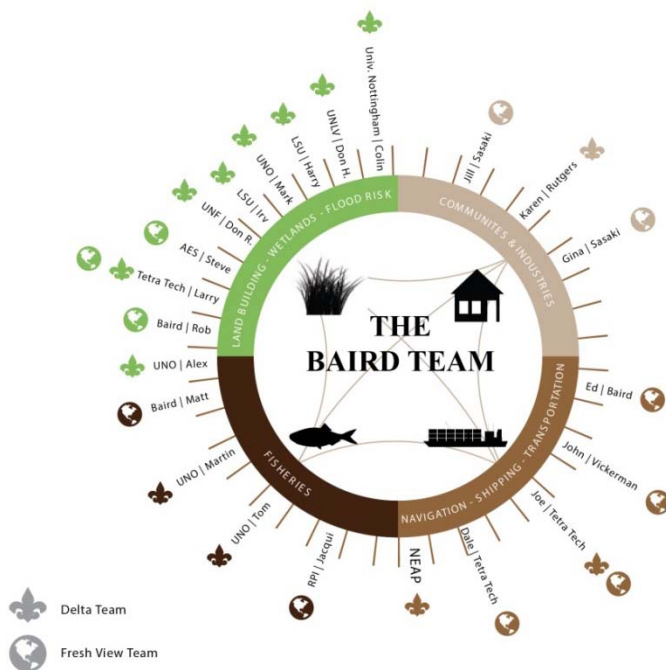 Univ. Nottingham | Colin
UNLV | Don H.
LSU | Harry
UNO | Mark
LSU | Irv
UNF | Don R.
AES | Steve
Tetra Tech | Larry
Baird | Rob
UNO | Alex
Baird | Matt
UNO | Martin
UNO | Tom
RPI | Jacqui
NEAP
Dale | Tetra Tech
Joe | Tetra Tech
John | Vickerman
Ed | Baird
Gina | Sasaki
Karen | Rutgers
Jill | Sasaki
LAND BUILDING - WETLANDS - FLOOD RISK
COMMUNITES & INDUSTRIES
NAVIGATION - SHIPPING - TRANSPORTATION
FISHERIES
THE
BAIRD TEAM
Delta Team
Fresh View Team